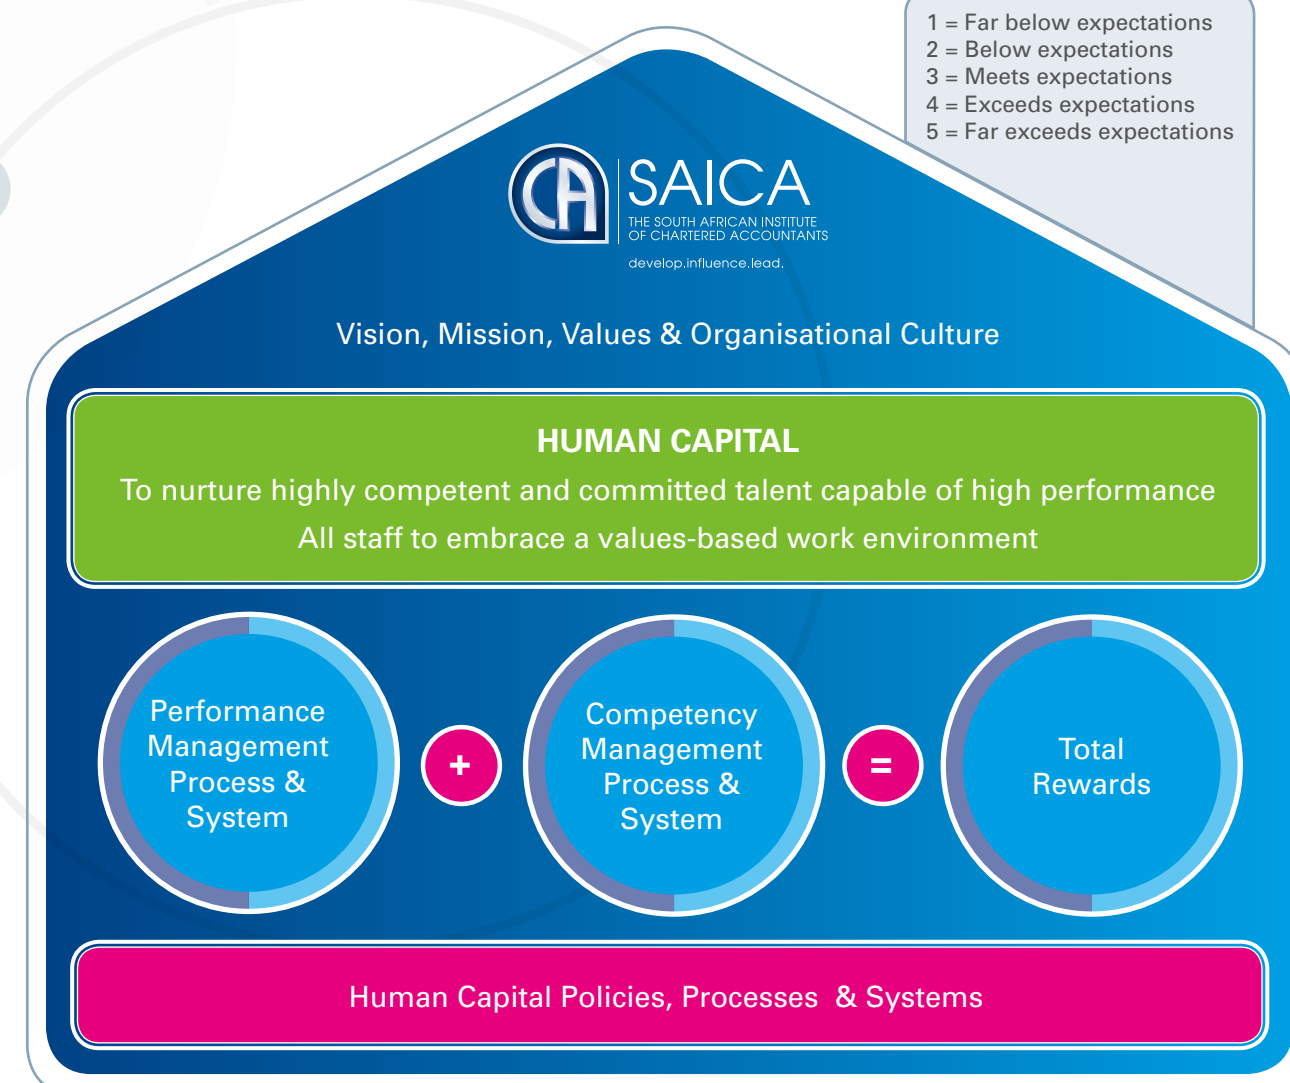 1 = Far below expectations
2 = Below expectations
3 = Meets expectations
4 = Exceeds expectations
5 = Far exceeds expectations
CA
SAICA
THE SOUTH AFRICAN INSTITUTE
OF CHARTERED ACCOUNTANTS
develop.influence.lead.
Vision, Mission, Values & Organisational Culture
HUMAN CAPITAL
To nurture highly competent and committed talent capable of high performance
All staff to embrace a values-based work environment
Performance
Management
Process &
System
+
Competency
Management
Process &
System
=
Total
Rewards
Human Capital Policies, Processes & Systems